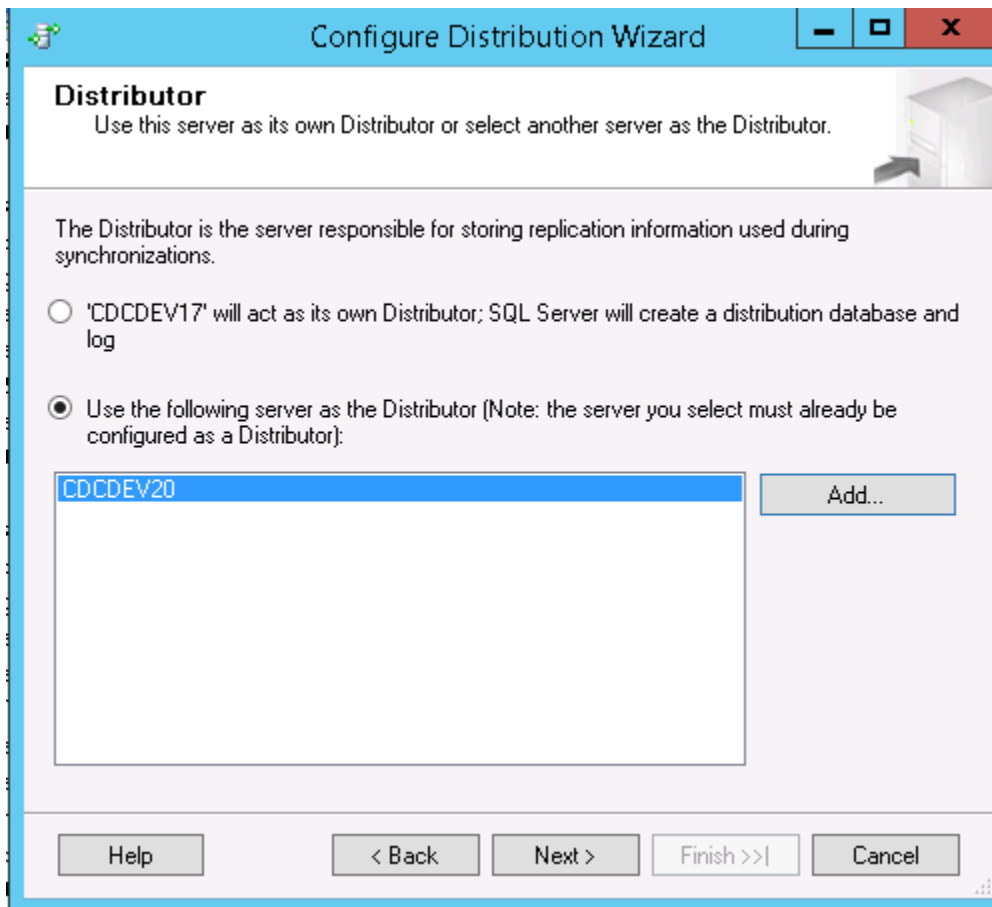 Configure Distribution Wizard
Distributor
Use this server as its own Distributor or select another server as the Distributor.
The Distributor is the server responsible for storing replication information used during
synchronizations.
'CDCDEV17' will act as its own Distributor; SQL Server will create a distribution database and
log
Use the following server as the Distributor (Note: the server you select must already be
configured as a Distributor):
CDCDEV20
Add...
Help
< Back
Next >
Finish >>|
Cancel